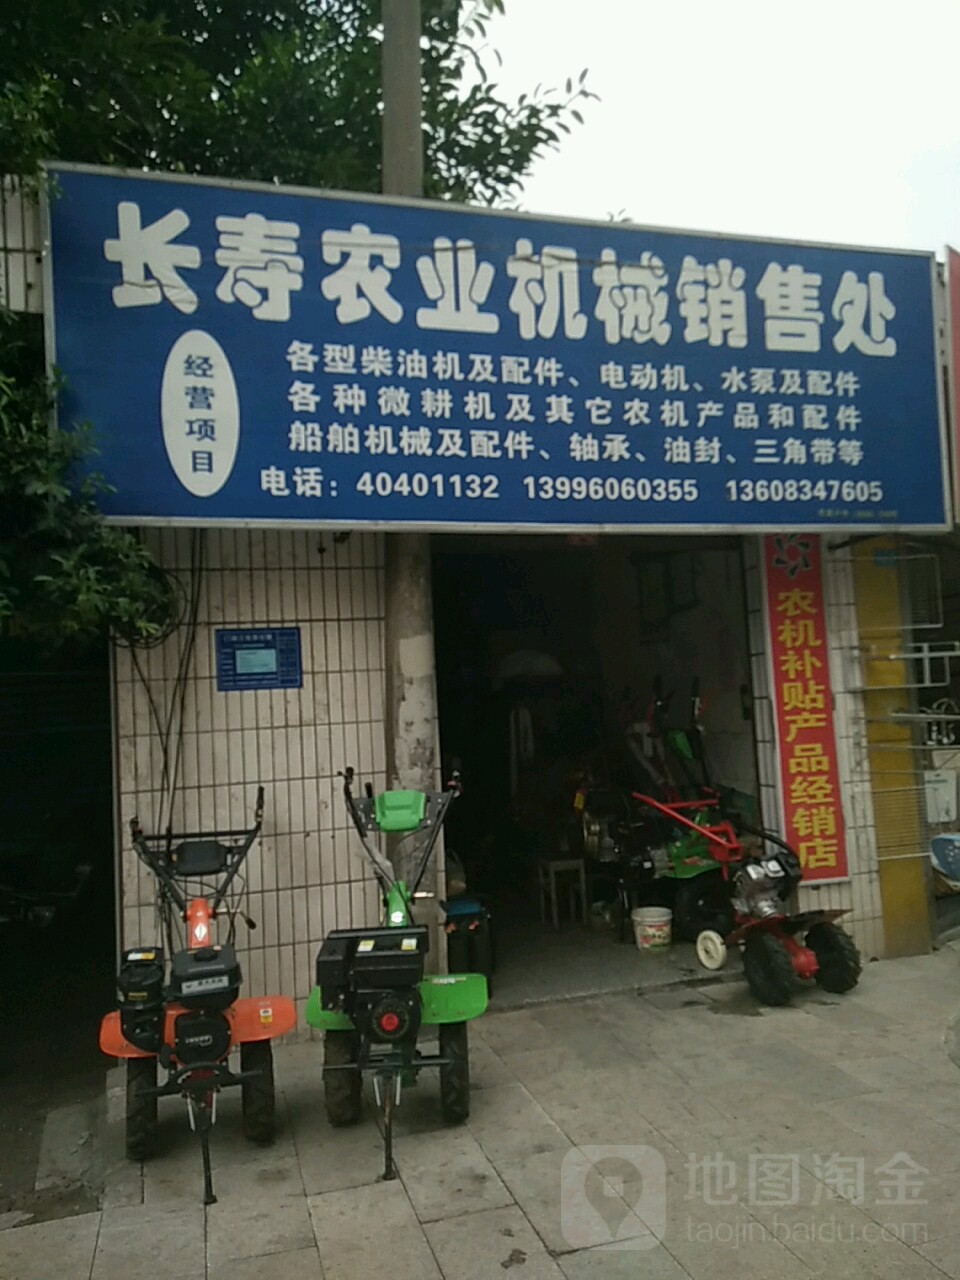 长寿农业机械销售处
经营项目
各型柴油机及配件、电动机、水泵及配件
各种微耕机及其它农机产品和配件
船舶机械及配件、轴承、油封、三角带等
电话：40401132 13996060355 13608347605
农机补贴产品经销店
地图淘金
taojin.baidu.com